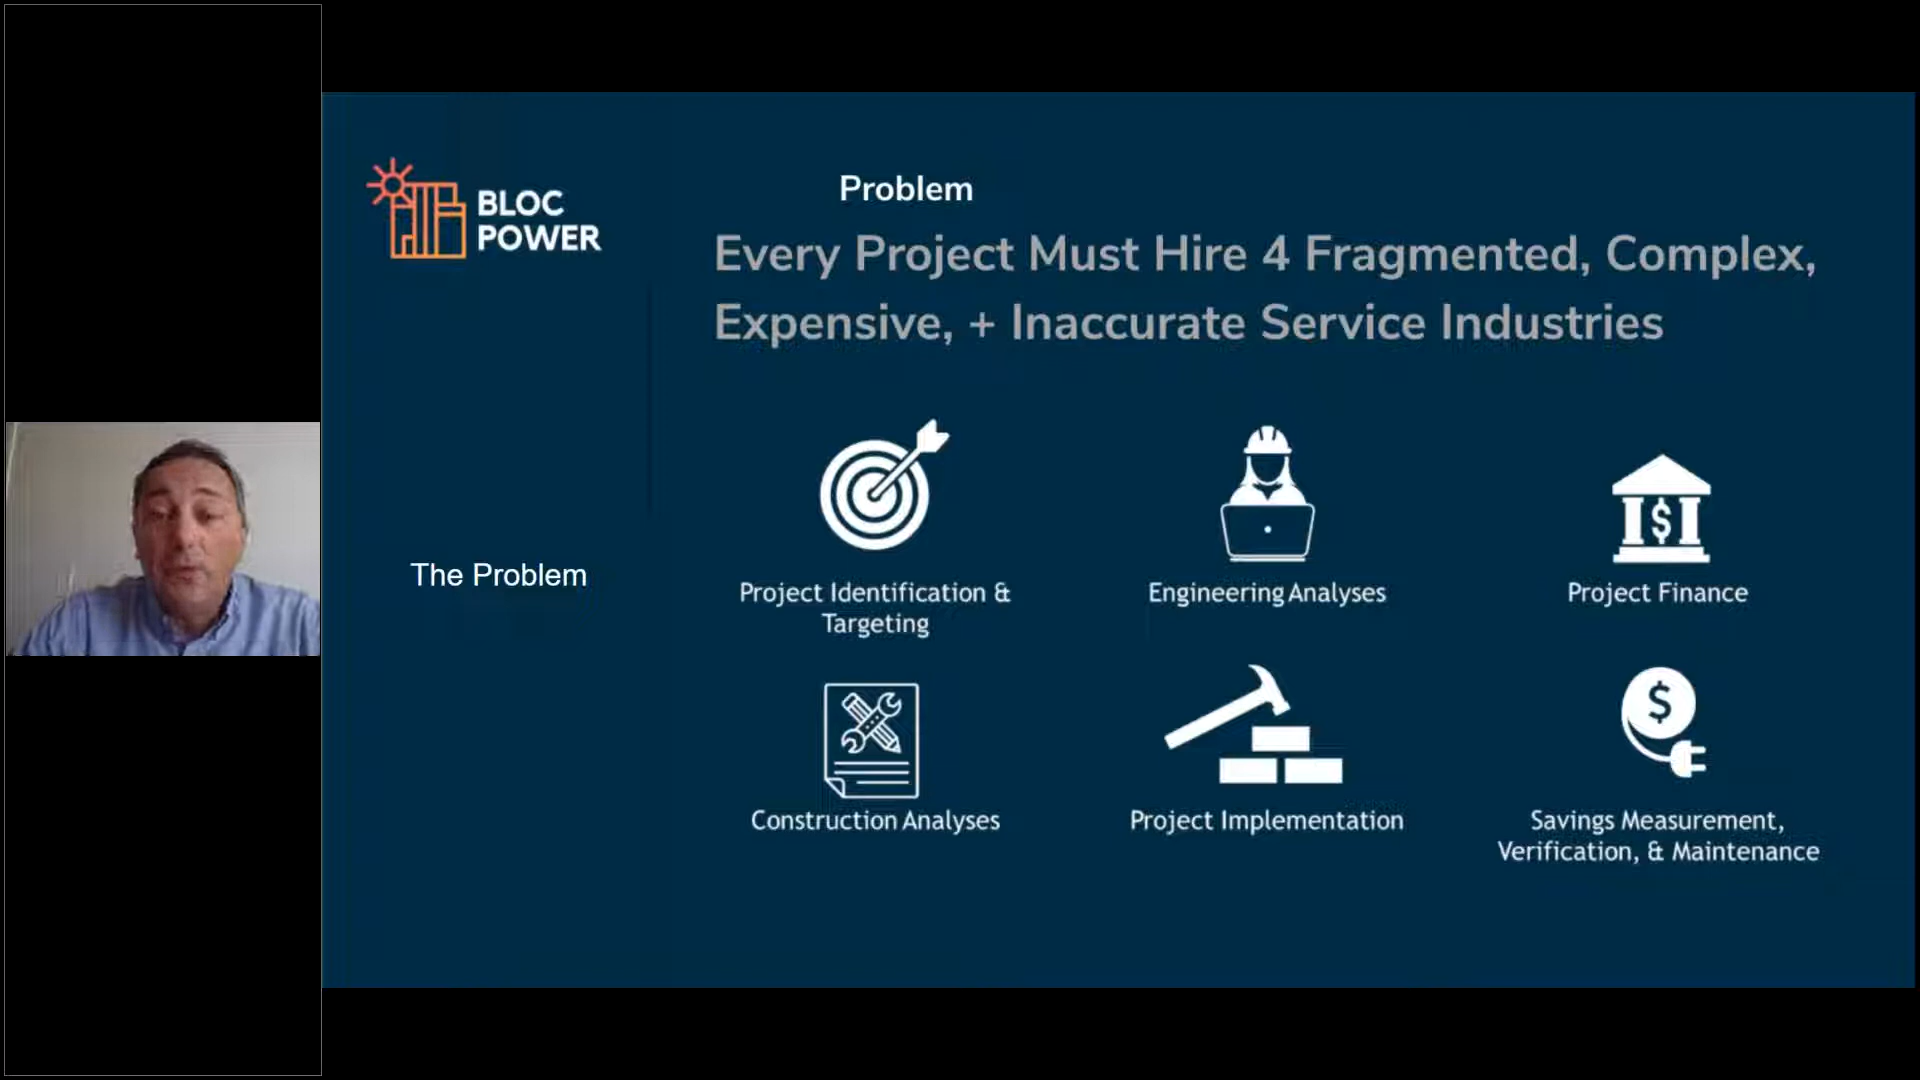 BLOC
POWER
Problem
Every Project Must Hire 4 Fragmented, Complex,
Expensive, + Inaccurate Service Industries
The Problem
Project Identification &
Targeting
Engineering Analyses
$
Project Finance
Construction Analyses
Project Implementation
$
Savings Measurement,
Verification, & Maintenance